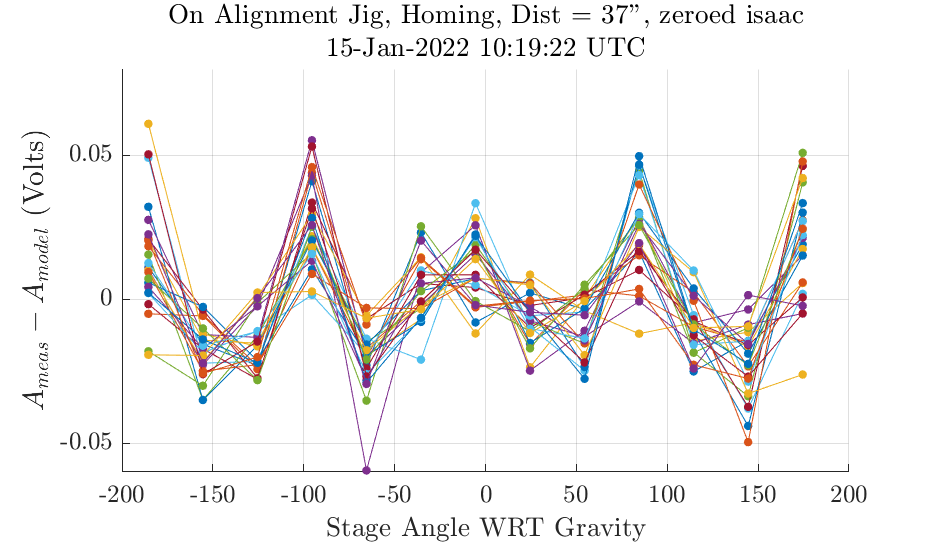 On Alignment Jig, Homing, Dist = 37”, zeroed isaac
15-Jan-2022 10:19:22 UTC
A_meas − A_model (Volts)
0.05
0
-0.05
-200 -150 -100 -50 0 50 100 150 200
Stage Angle WRT Gravity